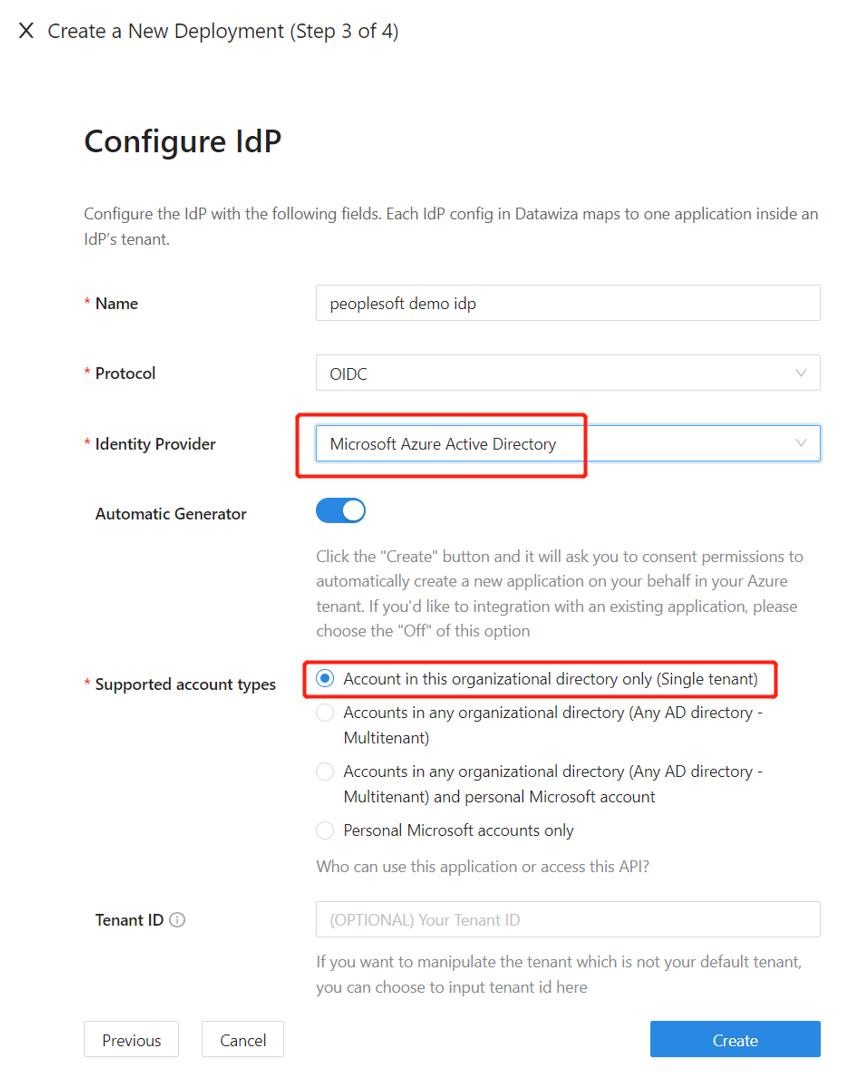 Create a New Deployment (Step 3 of 4)
Configure IdP
Configure the IdP with the following fields. Each IdP config in Datawiza maps to one application inside an
IdP's tenant.
* Name
peoplesoft demo idp
* Protocol
OIDC
* Identity Provider
Microsoft Azure Active Directory
Automatic Generator
Click the "Create" button and it will ask you to consent permissions to
automatically create a new application on your behalf in your Azure
tenant. If you'd like to integration with an existing application, please
choose the "Off" of this option
* Supported account types
Account in this organizational directory only (Single tenant)
Accounts in any organizational directory (Any AD directory -
Multitenant)
Accounts in any organizational directory (Any AD directory -
Multitenant) and personal Microsoft account
Personal Microsoft accounts only
Who can use this application or access this API?
Tenant ID
(OPTIONAL) Your Tenant ID
If you want to manipulate the tenant which is not your default tenant,
you can choose to input tenant id here
Previous
Cancel
Create